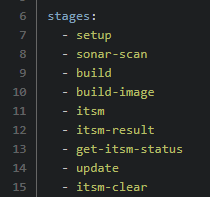 6 stages:
7 - setup
8 - sonar-scan
9 - build
10 - build-image
11 - itsm
12 - itsm-result
13 - get-itsm-status
14 - update
15 - itsm-clear